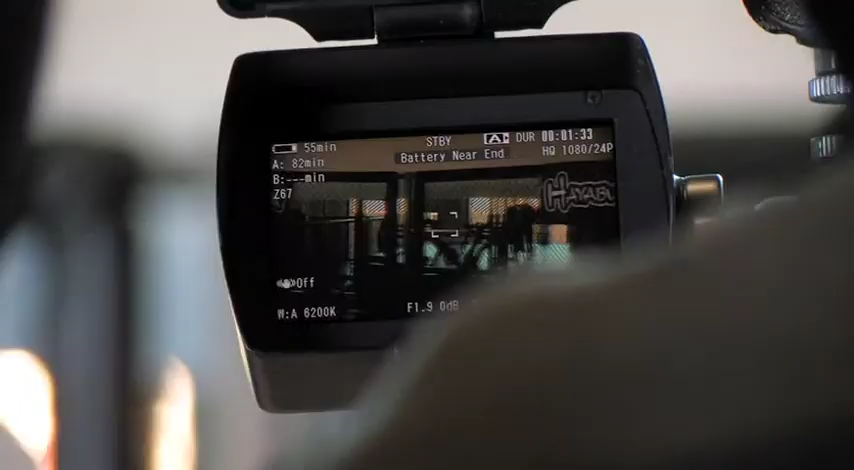 55min STBY A DUR 00:01:33
A: 82min Battery Near End HQ 1080/24P
B:---min
Z67
HAYABU
Off
W:A 6200K F1.9 0dB